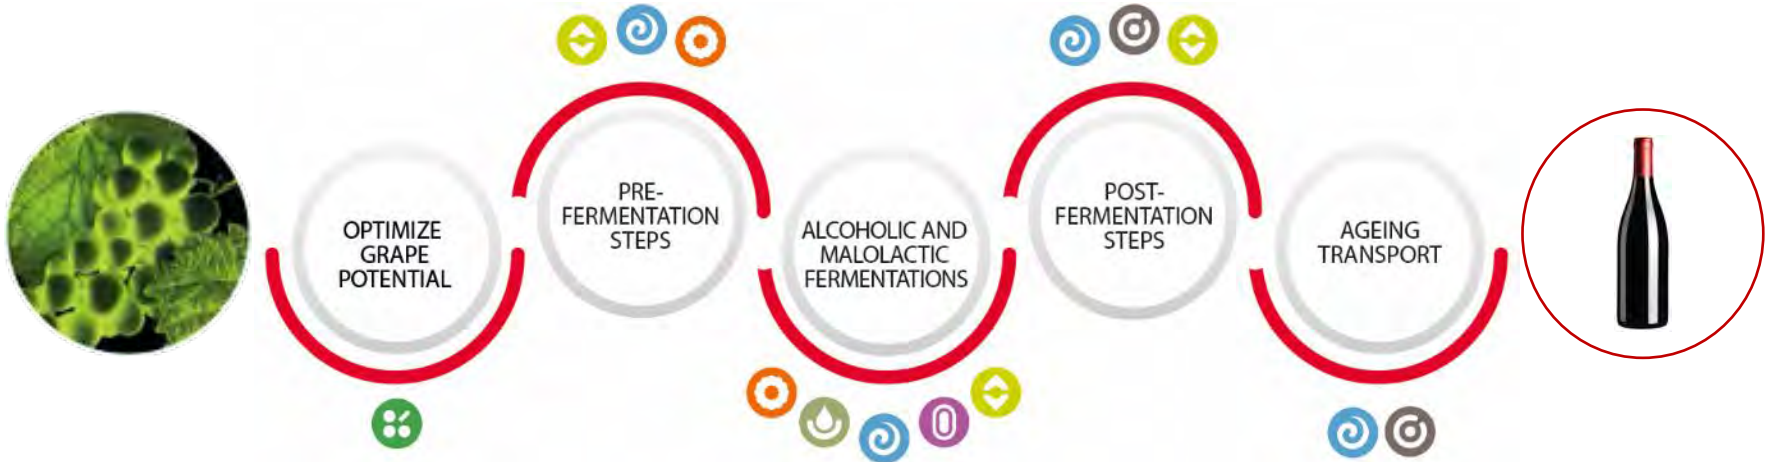 OPTIMIZE
GRAPE
POTENTIAL
PRE-
FERMENTATION
STEPS
ALCOHOLIC AND
MALOLACTIC
FERMENTATIONS
POST-
FERMENTATION
STEPS
AGEING
TRANSPORT